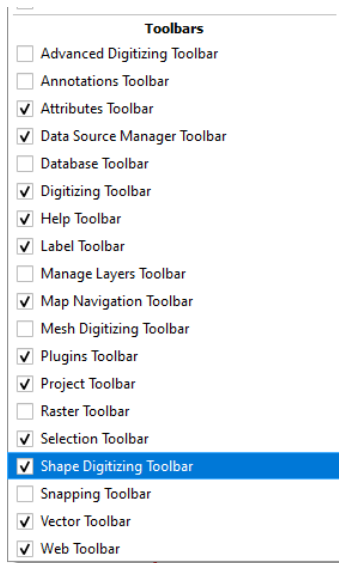 Toolbars
Advanced Digitizing Toolbar
Annotations Toolbar
Attributes Toolbar
Data Source Manager Toolbar
Database Toolbar
Digitizing Toolbar
Help Toolbar
Label Toolbar
Manage Layers Toolbar
Map Navigation Toolbar
Mesh Digitizing Toolbar
Plugins Toolbar
Project Toolbar
Raster Toolbar
Selection Toolbar
Shape Digitizing Toolbar
Snapping Toolbar
Vector Toolbar
Web Toolbar